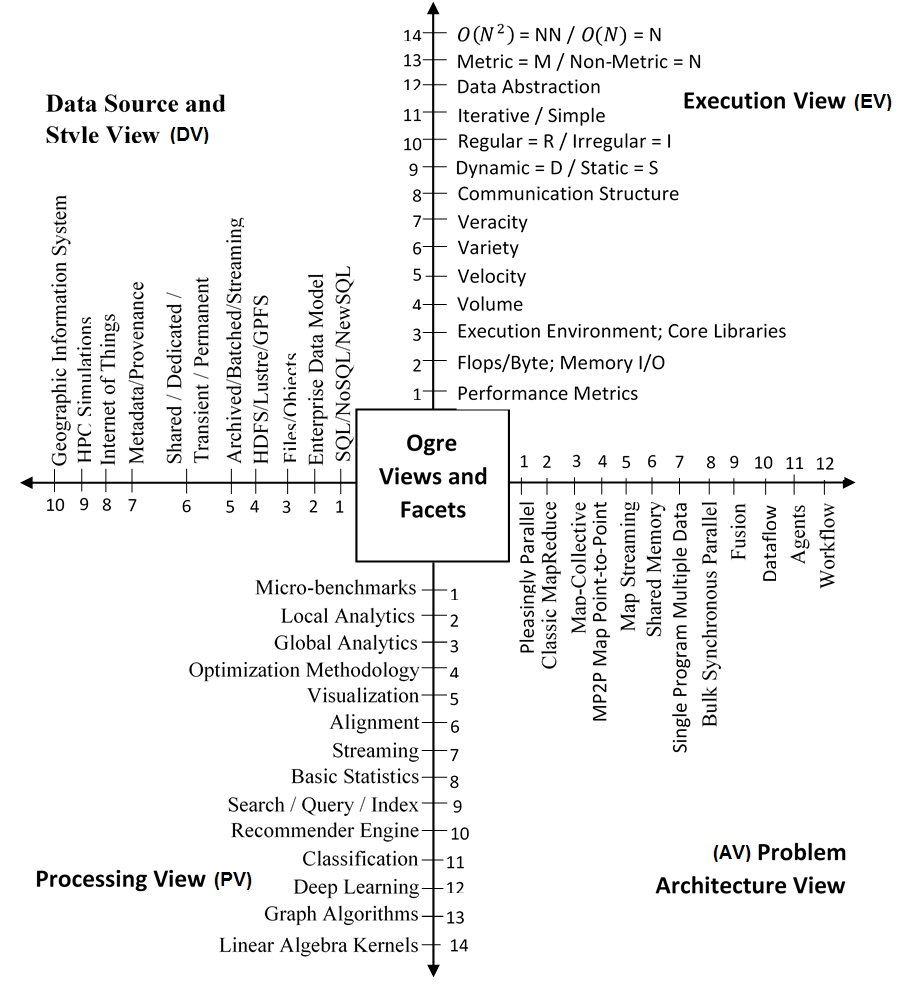 14 O(N²) = NN / O(N) = N
13 Metric = M / Non-Metric = N
12 Data Abstraction
11 Iterative / Simple
10 Regular = R / Irregular = I
9 Dynamic = D / Static = S
8 Communication Structure
7 Veracity
6 Variety
5 Velocity
4 Volume
3 Execution Environment; Core Libraries
2 Flops/Byte; Memory I/O
1 Performance Metrics
Execution View (EV)
Data Source and
Style View (DV)
Geographic Information System
HPC Simulations
Internet of Things
Metadata/Provenance
Shared / Dedicated /
Transient / Permanent
Archived/Batched/Streaming
HDFS/Lustre/GPFS
Files/Objects
Enterprise Data Model
SQL/NoSQL/NewSQL
10 9 8 7 6 5 4 3 2 1
Ogre
Views and
Facets
1 2 3 4 5 6 7 8 9 10 11 12
Pleasingly Parallel
Classic MapReduce
Map-Collective
MP2P Map Point-to-Point
Map Streaming
Shared Memory
Single Program Multiple Data
Bulk Synchronous Parallel
Fusion
Dataflow
Agents
Workflow
Micro-benchmarks 1
Local Analytics 2
Global Analytics 3
Optimization Methodology 4
Visualization 5
Alignment 6
Streaming 7
Basic Statistics 8
Search / Query / Index 9
Recommender Engine 10
Classification 11
Deep Learning 12
Graph Algorithms 13
Linear Algebra Kernels 14
Processing View (PV)
(AV) Problem
Architecture View